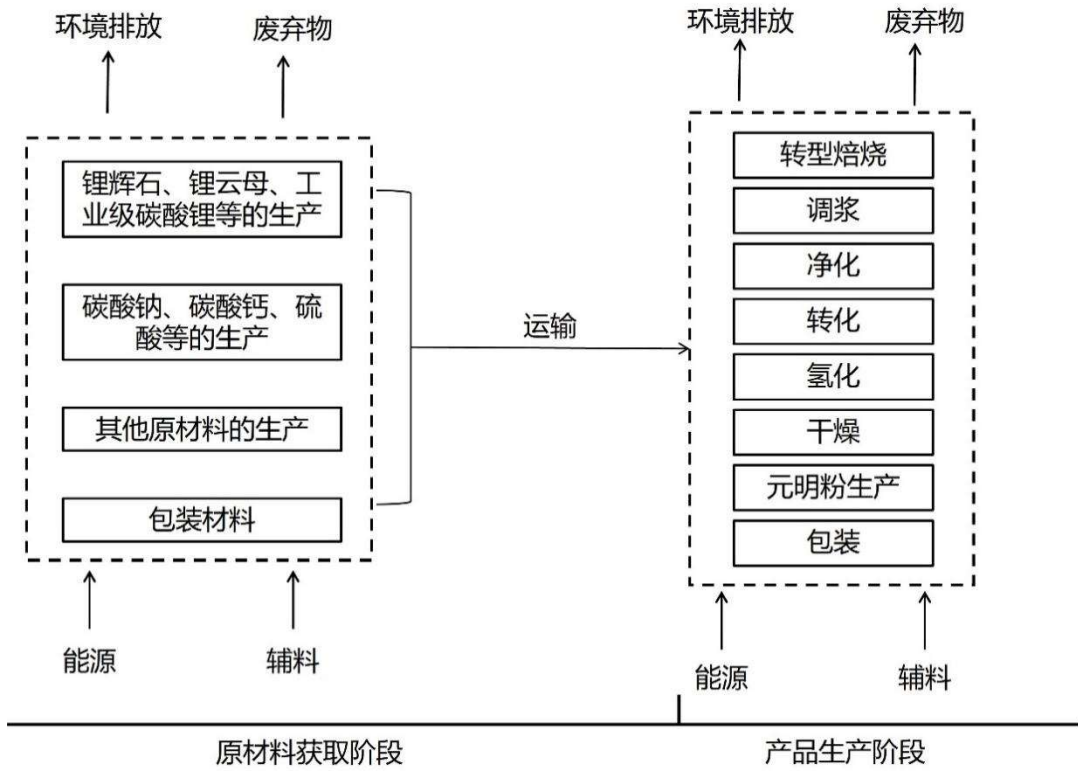 环境排放
废弃物
锂辉石、锂云母、工
业级碳酸锂等的生产
碳酸钠、碳酸钙、硫
酸等的生产
其他原材料的生产
包装材料
能源
辅料
运输
环境排放
废弃物
转型焙烧
调浆
净化
转化
氢化
干燥
元明粉生产
包装
能源
辅料
原材料获取阶段
产品生产阶段